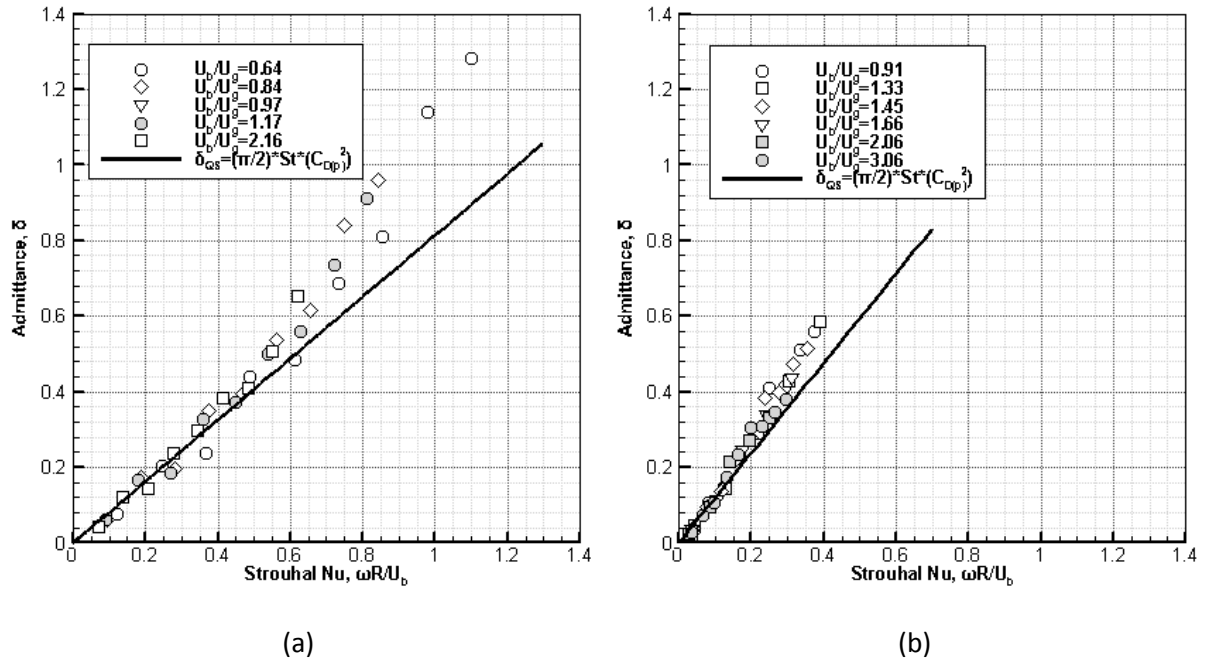 1.4
1.2
1
0.8
0.6
0.4
0.2
0
Admittance, δ
U_b/U_g=0.64
U_b/U_g=0.84
U_b/U_g=0.97
U_b/U_g=1.17
U_b/U_g=2.16
δ_QS=(π/2)*St*(C_D(p)^2)
0 0.2 0.4 0.6 0.8 1 1.2 1.4
Strouhal Nu, ωR/U_b
(a)
1.4
1.2
1
0.8
0.6
0.4
0.2
0
Admittance, δ
U_b/U_g=0.91
U_b/U_g=1.33
U_b/U_g=1.45
U_b/U_g=1.66
U_b/U_g=2.06
U_b/U_g=3.06
δ_QS=(π/2)*St*(C_D(p)^2)
0 0.2 0.4 0.6 0.8 1 1.2 1.4
Strouhal Nu, ωR/U_b
(b)